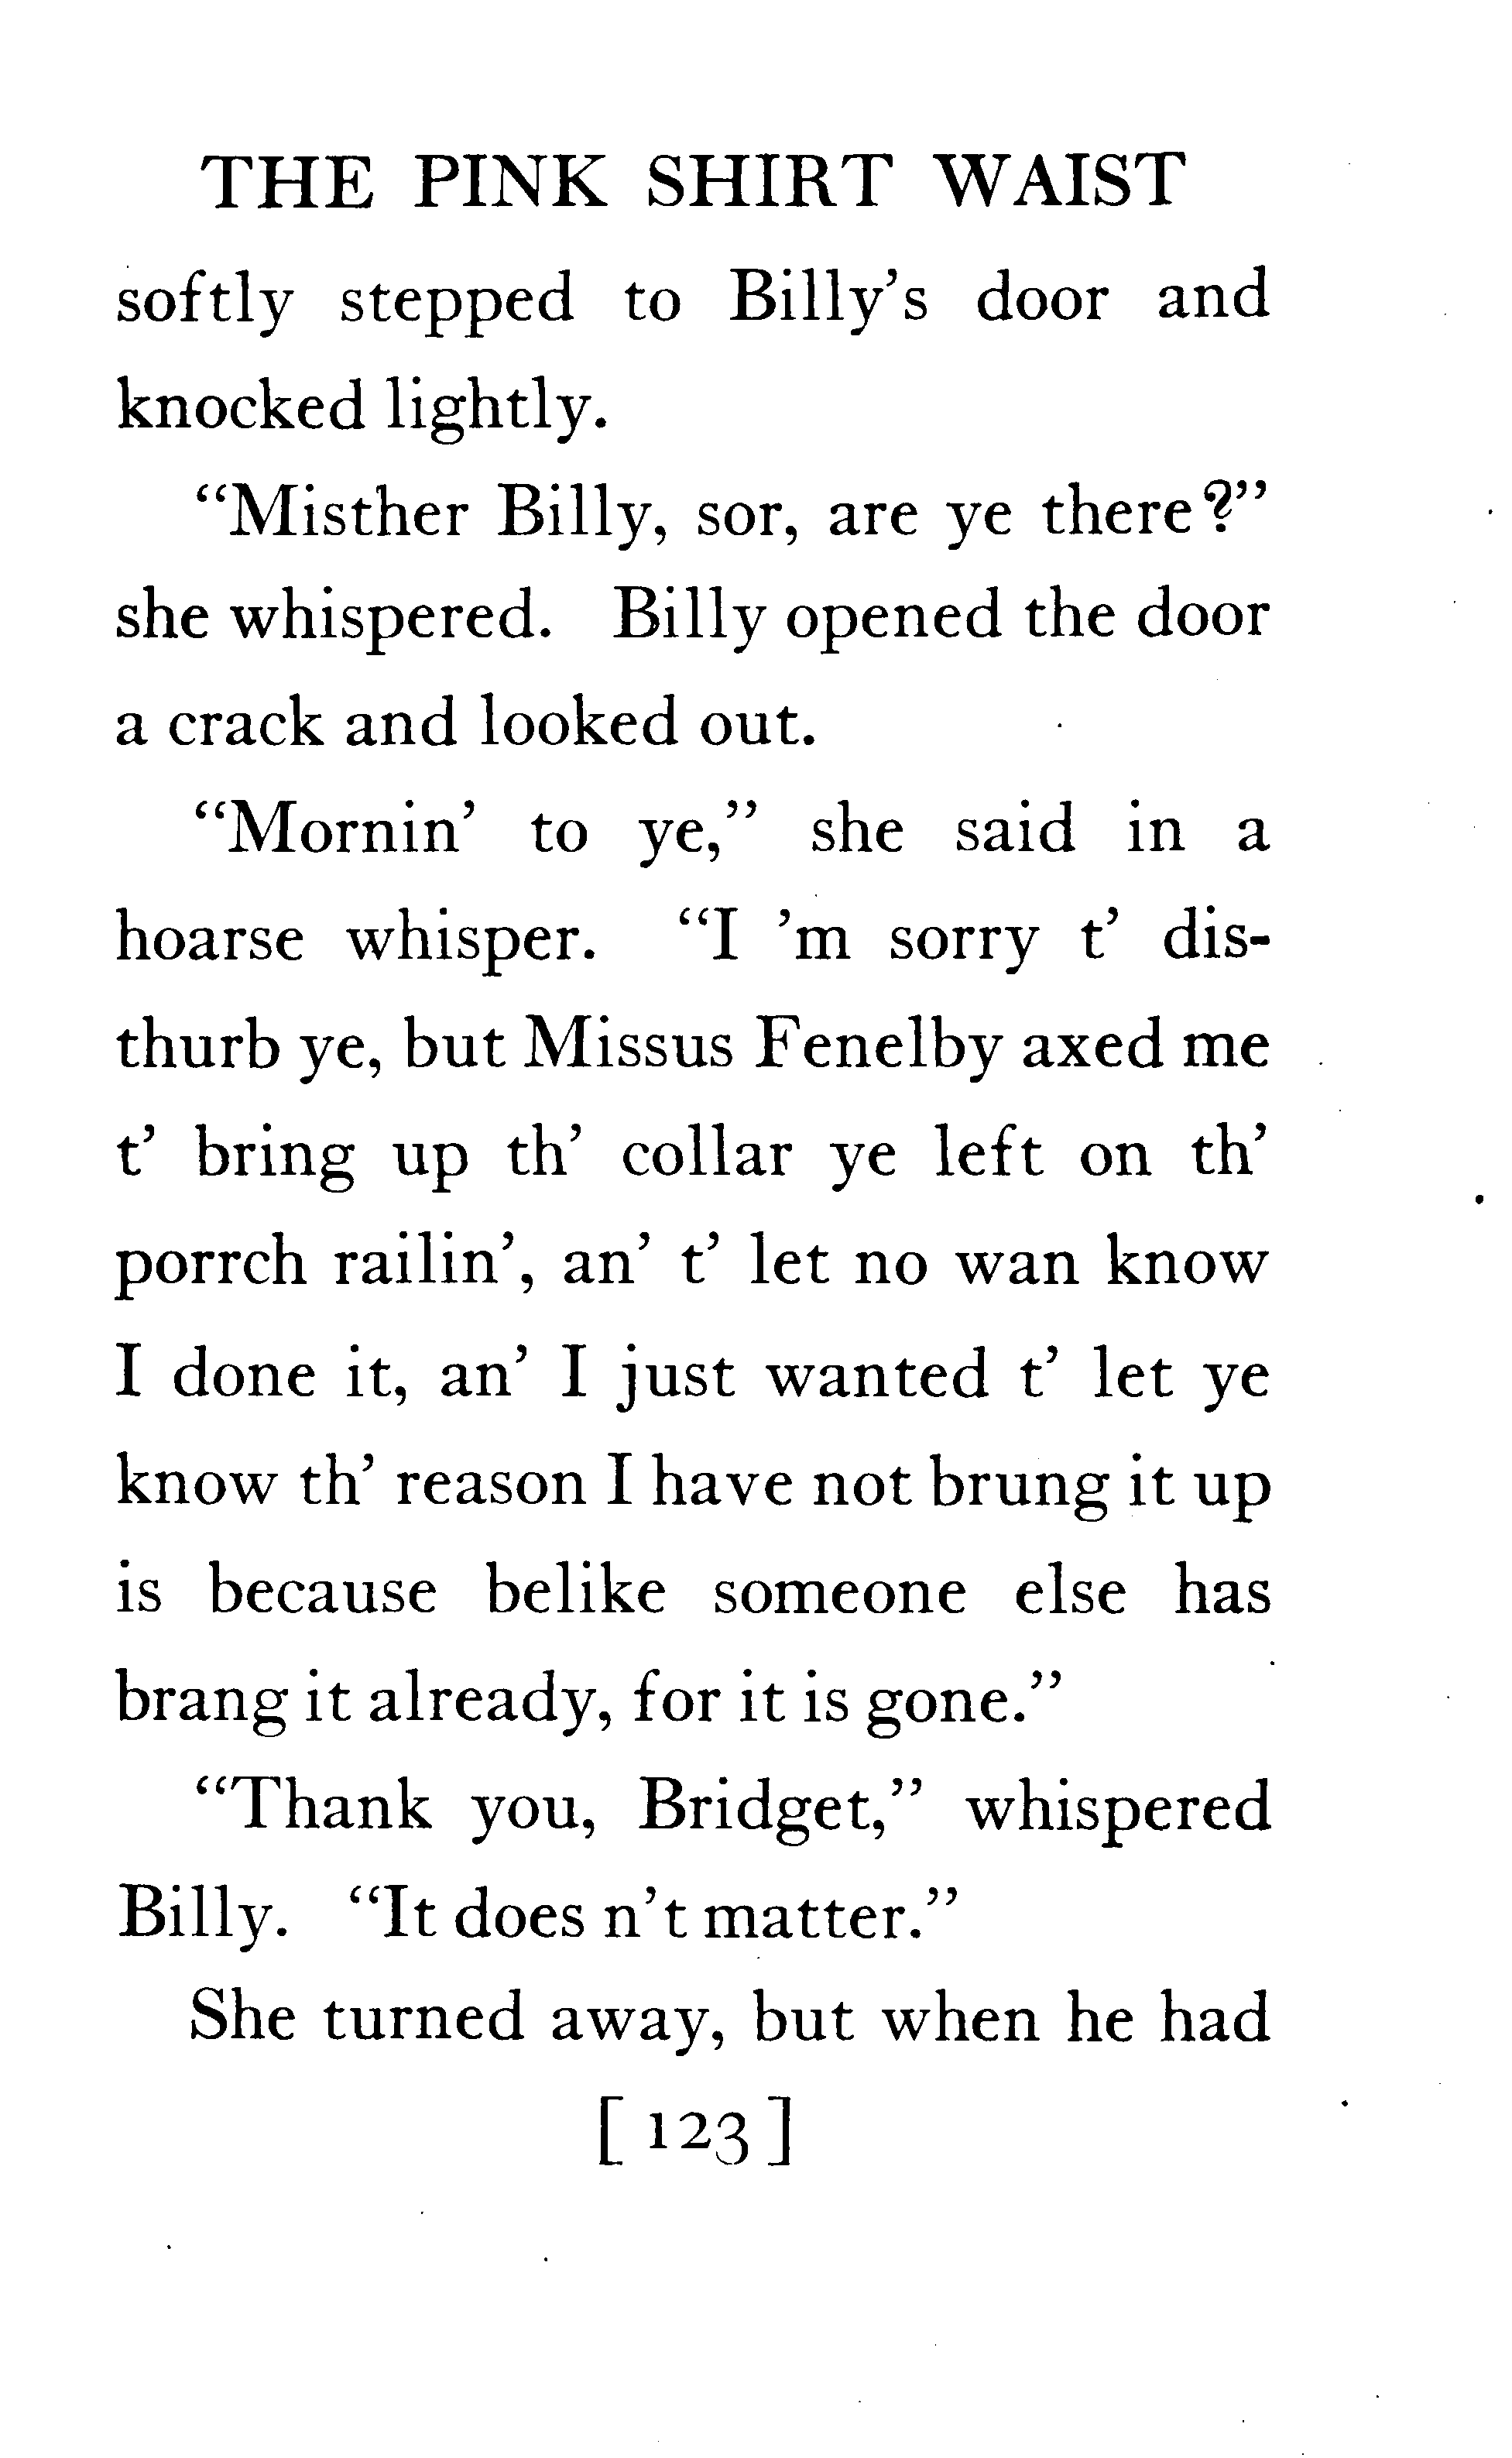 THE PINK SHIRT WAIST
softly stepped to Billy’s door and
knocked lightly.
“Misther Billy, sor, are ye there?”
she whispered. Billy opened the door
a crack and looked out.
“Mornin’ to ye,” she said in a
hoarse whisper. “I ’m sorry t’ dis-
thurb ye, but Missus Fenelby axed me
t’ bring up th’ collar ye left on th’
porrch railin’, an’ t’ let no wan know
I done it, an’ I just wanted t’ let ye
know th’ reason I have not brung it up
is because belike someone else has
brang it already, for it is gone.”
“Thank you, Bridget,” whispered
Billy. “It does n’t matter.”
She turned away, but when he had
[ 123 ]